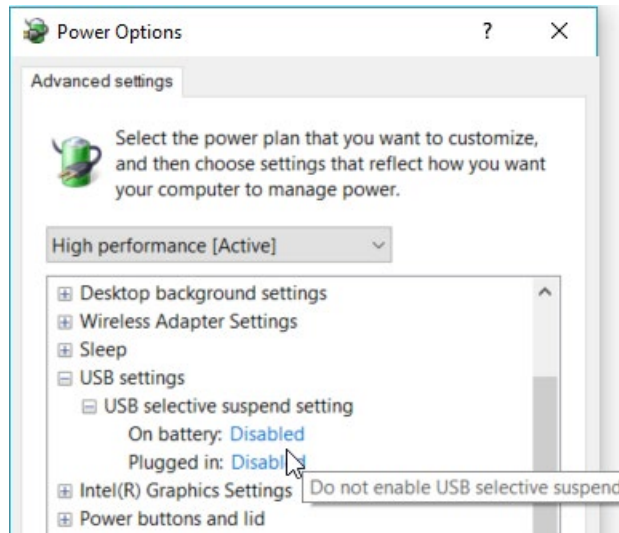 Power Options
?
Advanced settings
Select the power plan that you want to customize,
and then choose settings that reflect how you want
your computer to manage power.
High performance [Active]
Desktop background settings
Wireless Adapter Settings
Sleep
USB settings
USB selective suspend setting
On battery: Disabled
Plugged in: Disabled
Intel(R) Graphics Settings
Do not enable USB selective suspend
Power buttons and lid